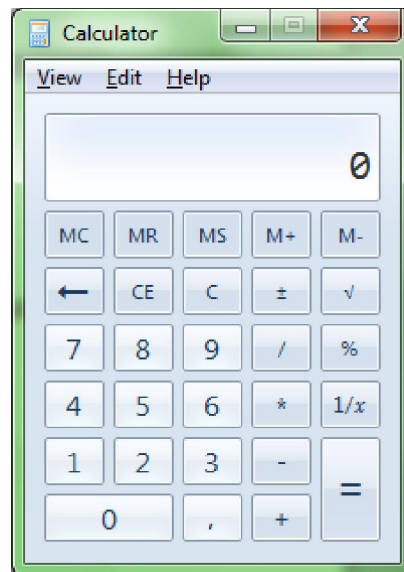 Calculator
View Edit Help
0
MC MR MS M+ M-
← CE C ± √
7 8 9 / %
4 5 6 * 1/x
1 2 3 - =
0 , +